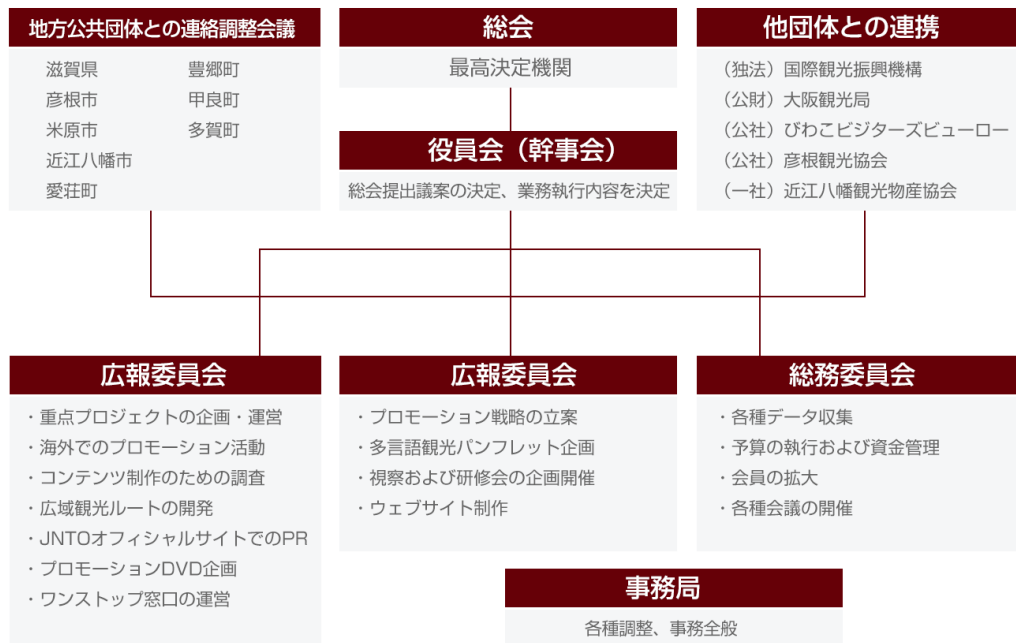 地方公共団体との連絡調整会議
滋賀県
彦根市
米原市
近江八幡市
愛荘町
豊郷町
甲良町
多賀町
総会
最高決定機関
他団体との連携
（独法）国際観光振興機構
（公財）大阪観光局
（公社）びわこビジターズビューロー
（公社）彦根観光協会
（一社）近江八幡観光物産協会
役員会（幹事会）
総会提出議案の決定、業務執行内容を決定
広報委員会
・重点プロジェクトの企画・運営
・海外でのプロモーション活動
・コンテンツ制作のための調査
・広域観光ルートの開発
・JNTOオフィシャルサイトでのPR
・プロモーションDVD企画
・ワンストップ窓口の運営
広報委員会
・プロモーション戦略の立案
・多言語観光パンフレット企画
・視察および研修会の企画開催
・ウェブサイト制作
総務委員会
・各種データ収集
・予算の執行および資金管理
・会員の拡大
・各種会議の開催
事務局
各種調整、事務全般